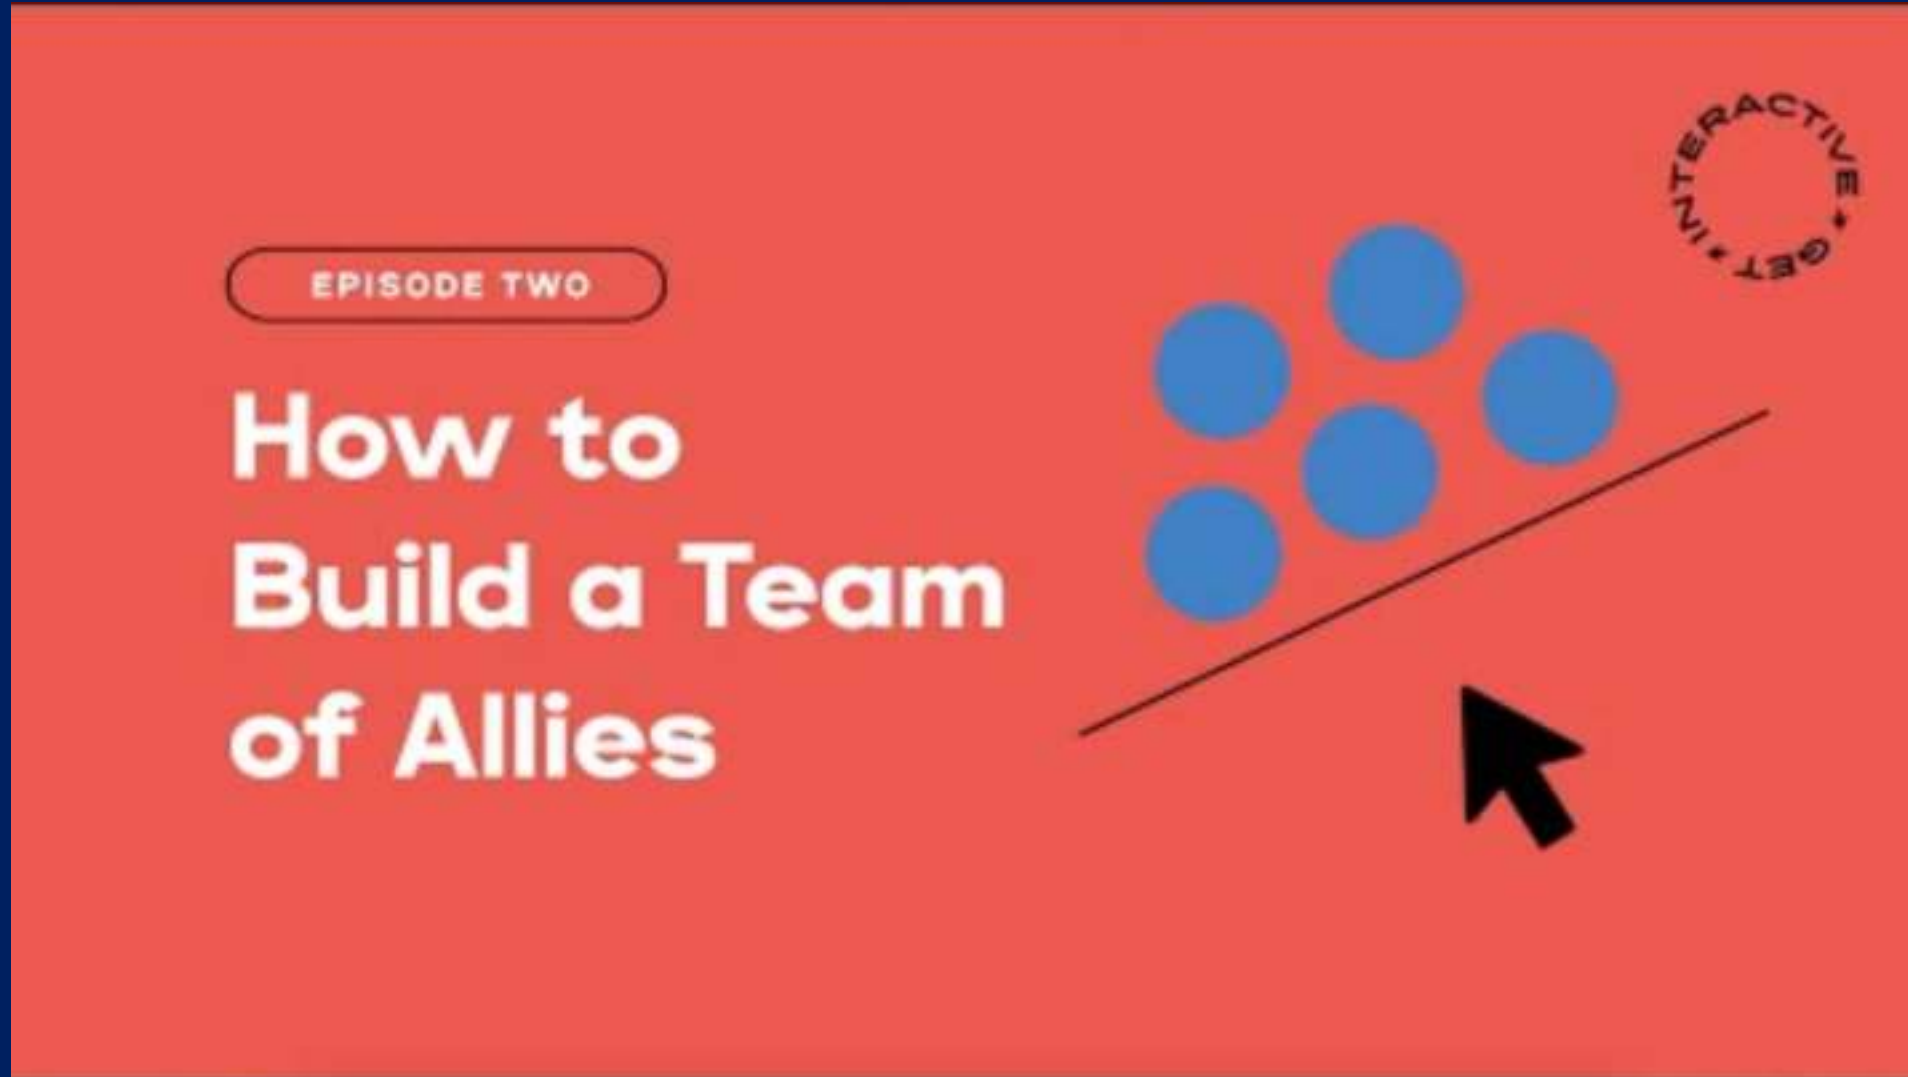 EPISODE TWO
How to
Build a Team
of Allies
GET * INTERACTIVE *